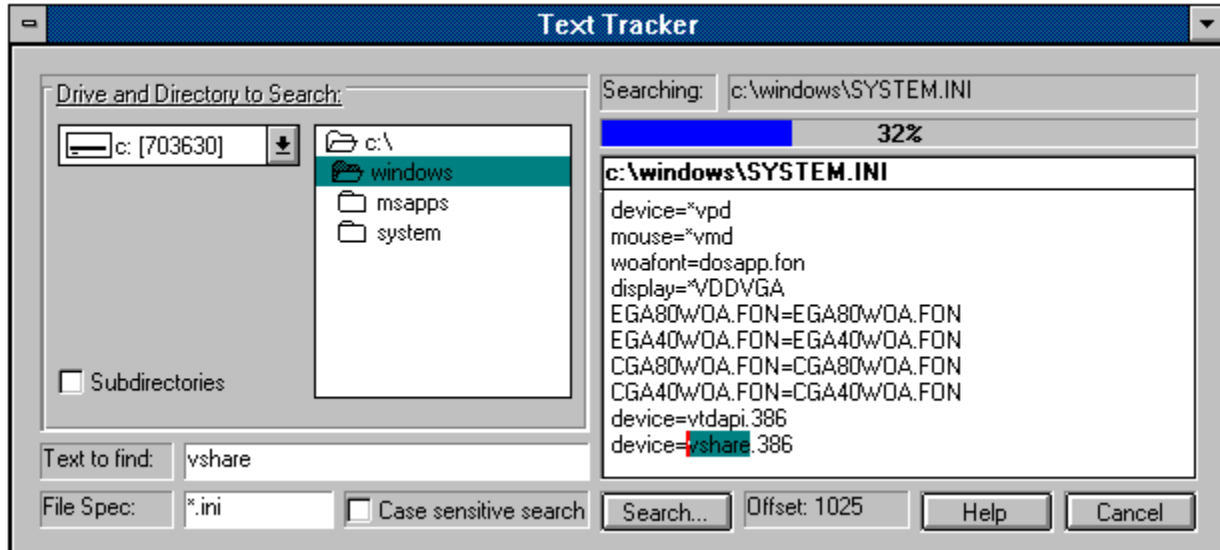 Text Tracker
Drive and Directory to Search:
c: [703630]
c:\
windows
msapps
system
Subdirectories
Text to find:
vshare
File Spec:
*.ini
Case sensitive search
Searching:
c:\windows\SYSTEM.INI
32%
c:\windows\SYSTEM.INI
device=*vpd
mouse=*vmd
woafont=dosapp.fon
display=*VDDVGA
EGA80WOA.FON=EGA80WOA.FON
EGA40WOA.FON=EGA40WOA.FON
CGA80WOA.FON=CGA80WOA.FON
CGA40WOA.FON=CGA40WOA.FON
device=vtdapi.386
device=vshare.386
Search...
Offset: 1025
Help
Cancel